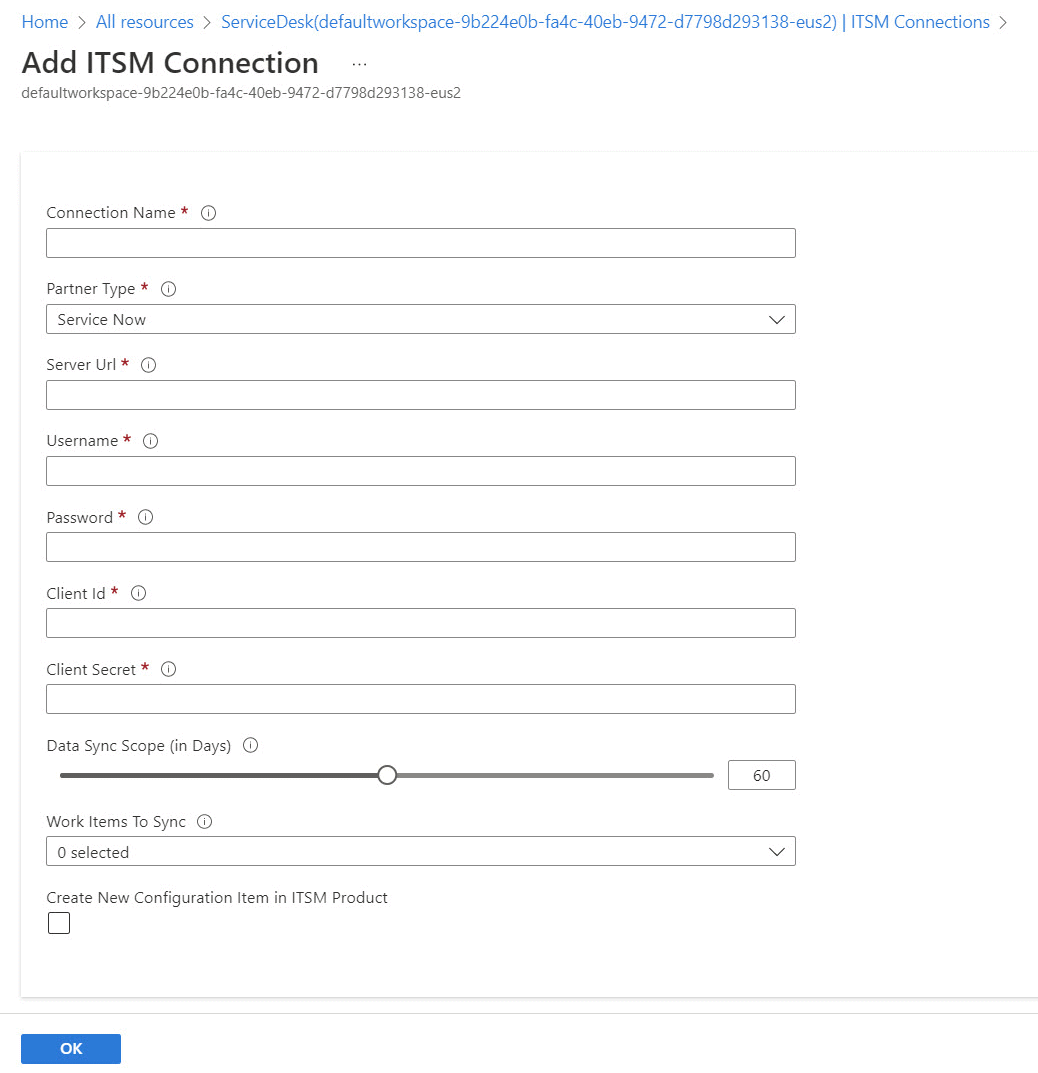 Home > All resources > ServiceDesk(defaultworkspace-9b224e0b-fa4c-40eb-9472-d7798d293138-eus2) | ITSM Connections >
Add ITSM Connection ...
defaultworkspace-9b224e0b-fa4c-40eb-9472-d7798d293138-eus2
Connection Name *
Partner Type *
Service Now
Server Url *
Username *
Password *
Client Id *
Client Secret *
Data Sync Scope (in Days)
60
Work Items To Sync
0 selected
Create New Configuration Item in ITSM Product
OK